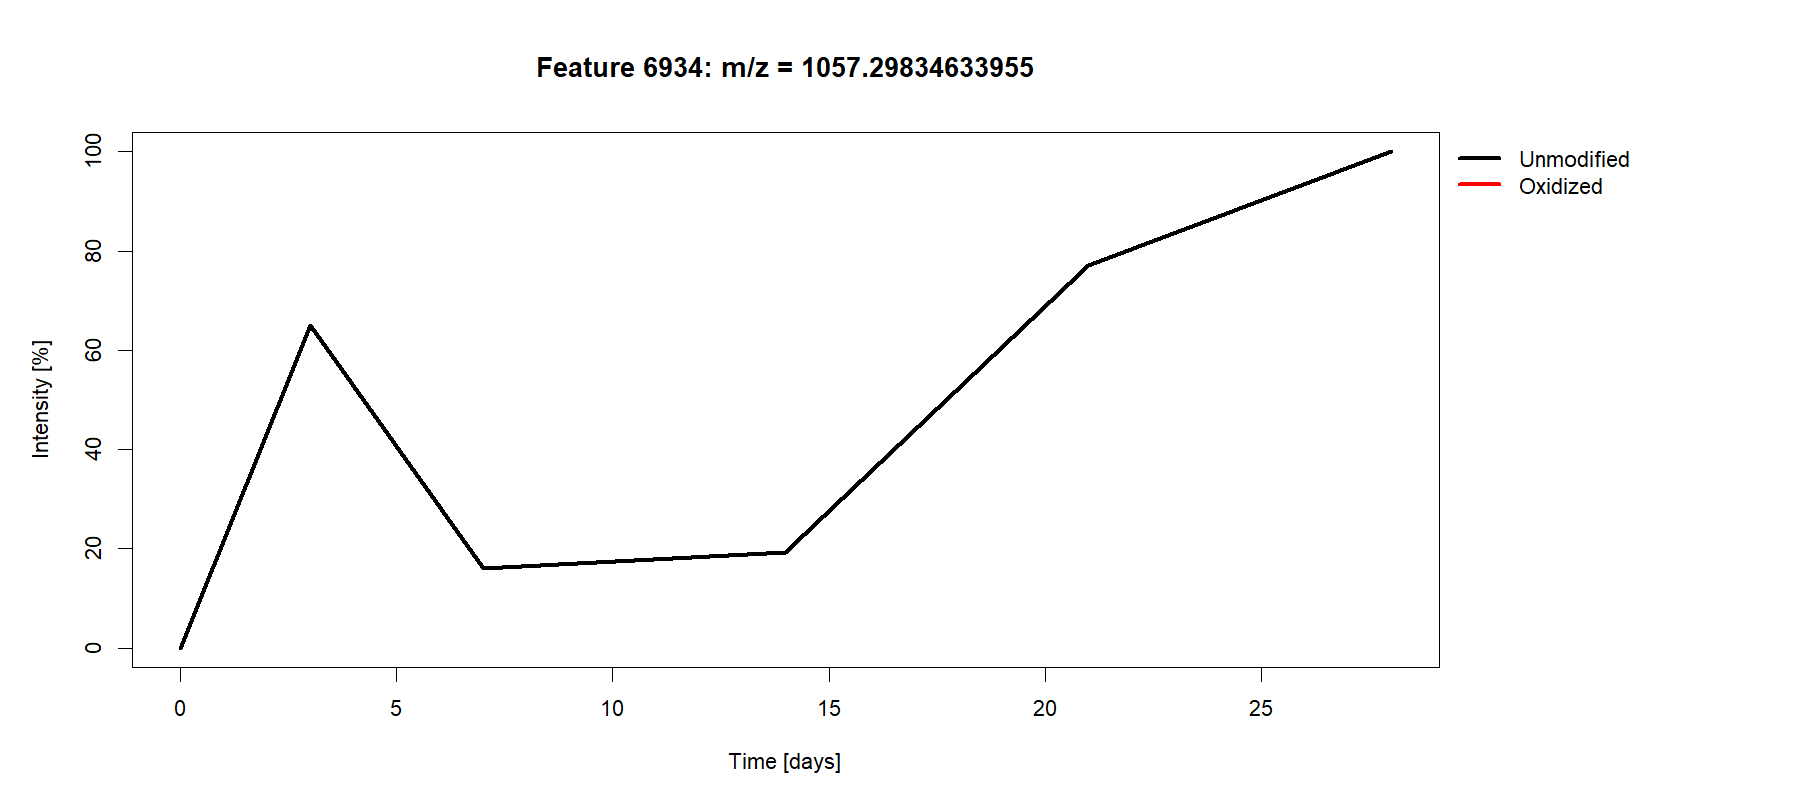 Feature 6934: m/z = 1057.29834633955
Unmodified
Oxidized
Intensity [%]
100
80
60
40
20
0
0 5 10 15 20 25
Time [days]